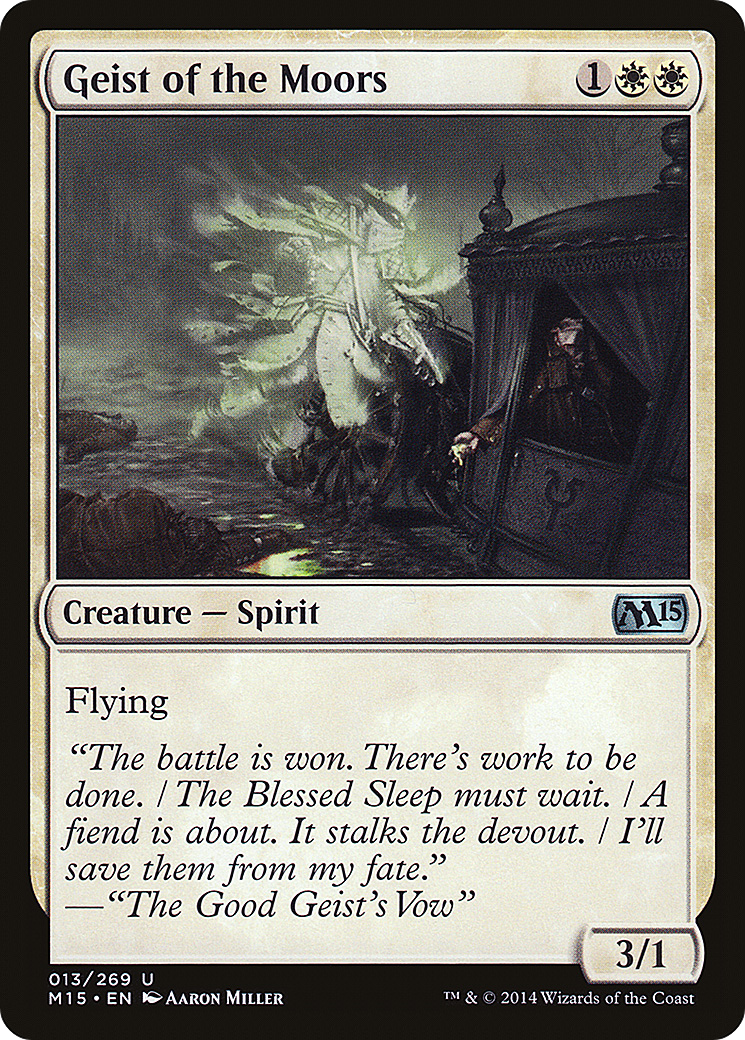 Geist of the Moors 1
Creature — Spirit M15
Flying
“The battle is won. There’s work to be
done. / The Blessed Sleep must wait. / A
fiend is about. It stalks the devout. / I’ll
save them from my fate.”
—“The Good Geist’s Vow”
3/1
013/269 U
M15 • EN Aaron Miller ™ & © 2014 Wizards of the Coast